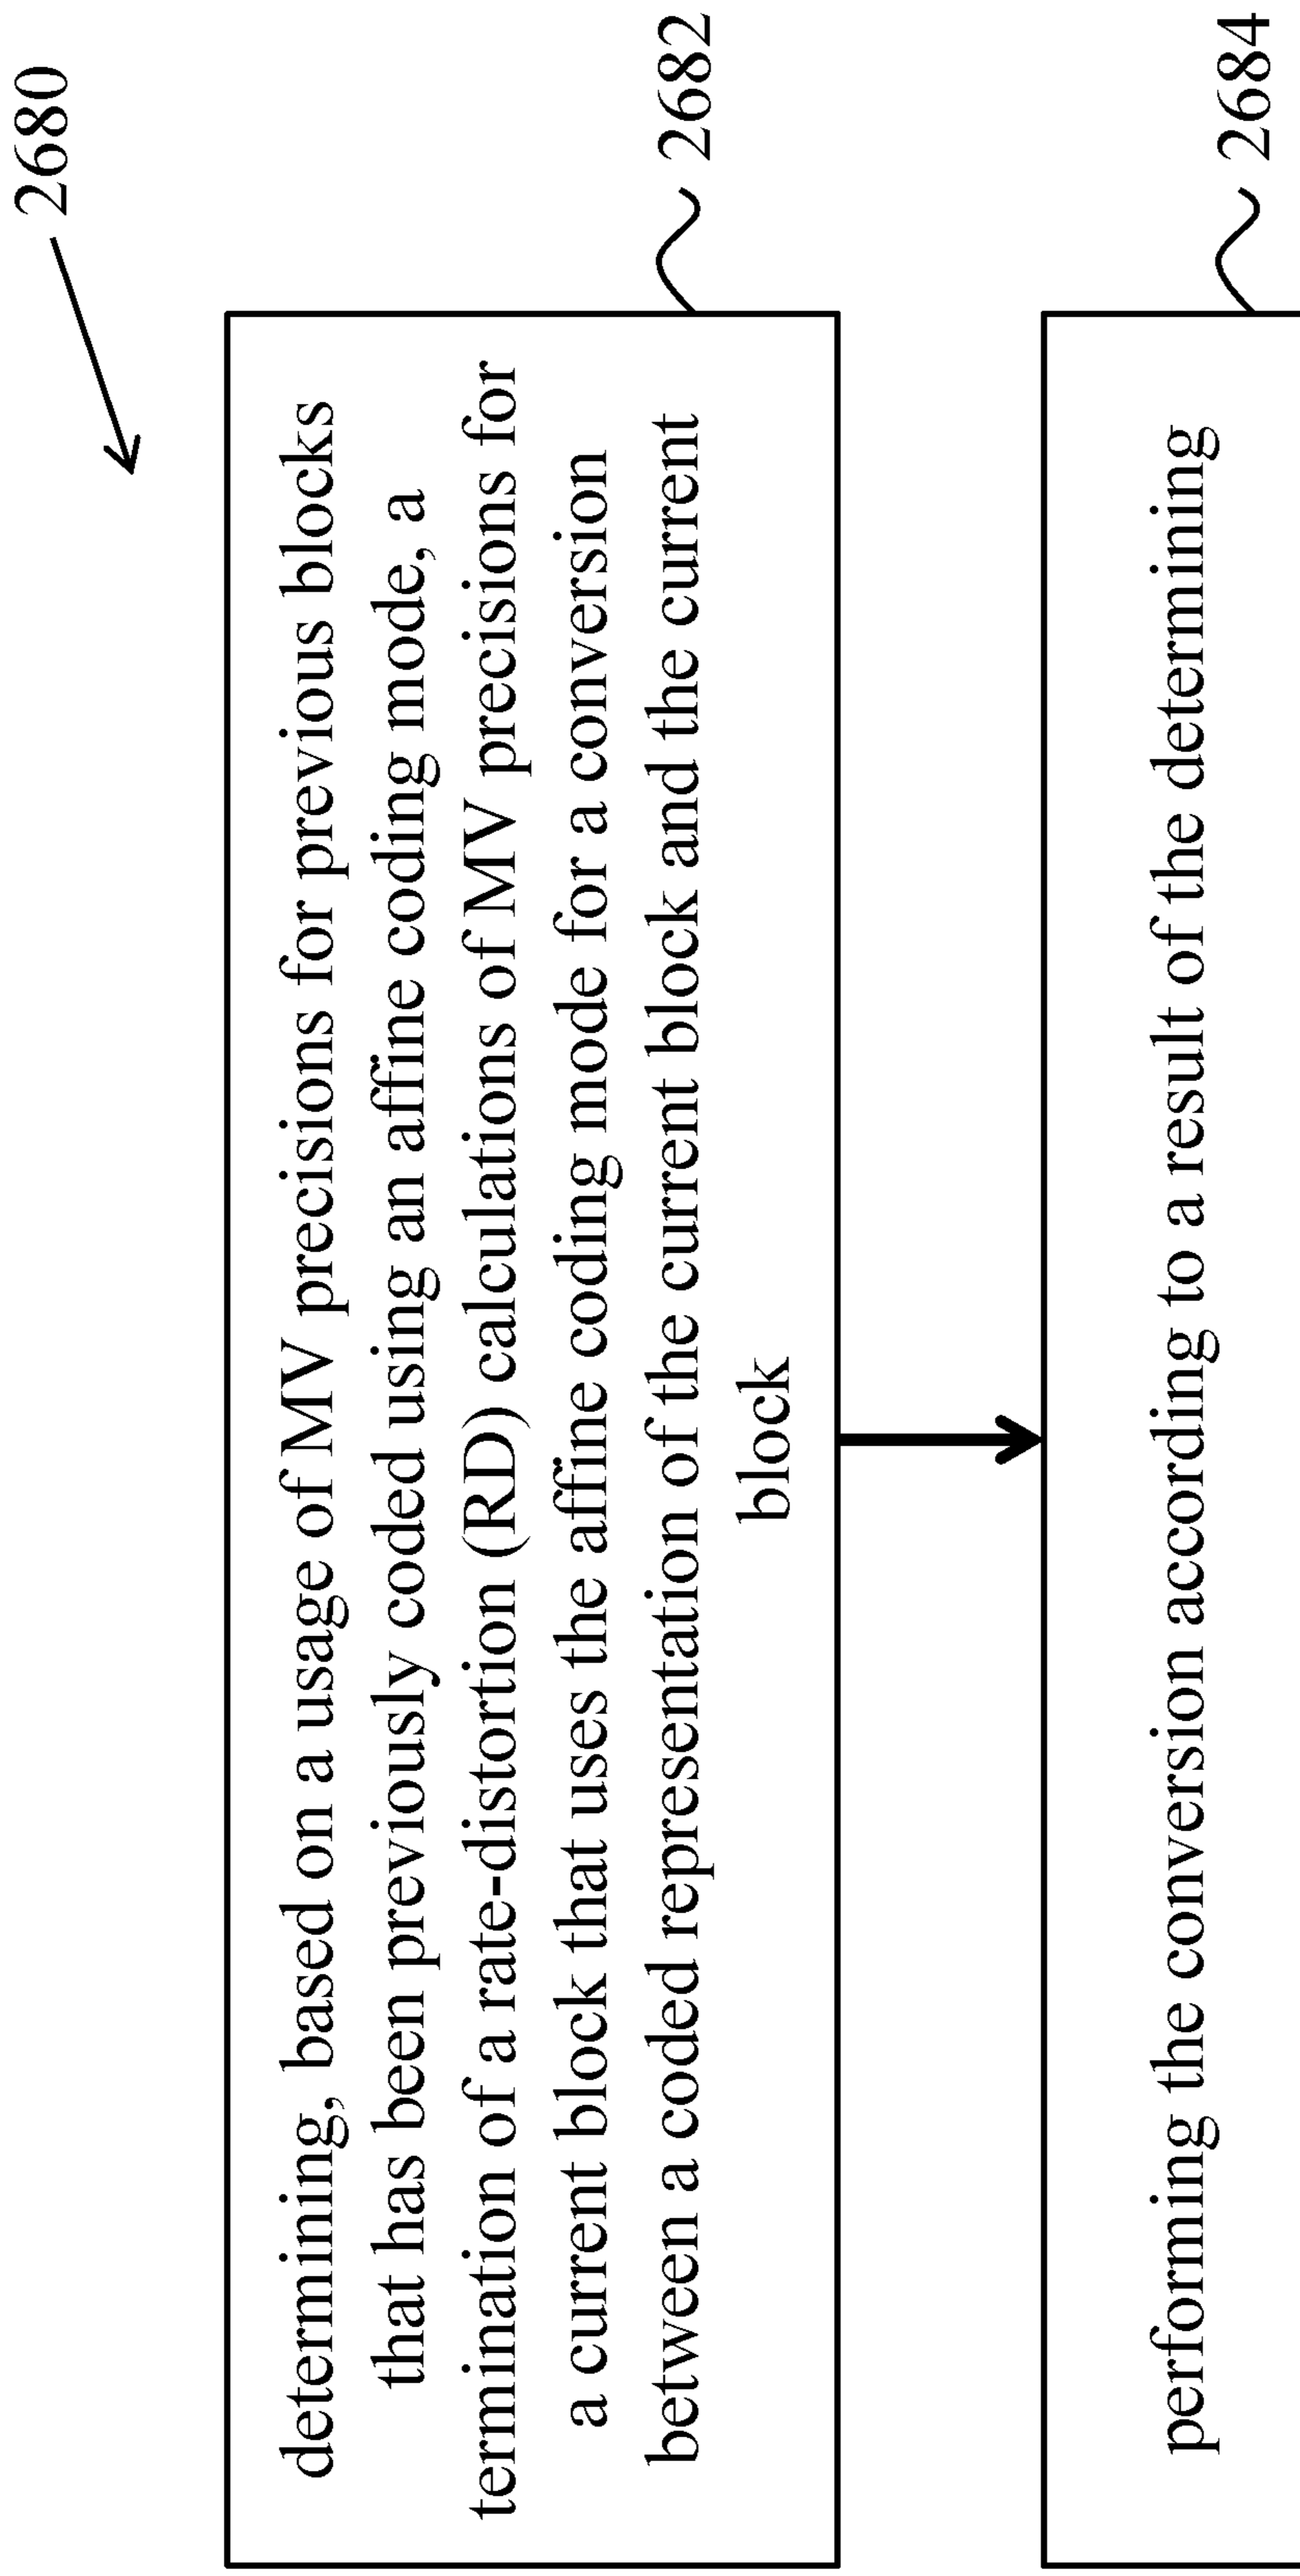 2680
determining, based on a usage of MV precisions for previous blocks
that has been previously coded using an affine coding mode, a
termination of a rate-distortion (RD) calculations of MV precisions for
a current block that uses the affine coding mode for a conversion
between a coded representation of the current block and the current
block
2682
performing the conversion according to a result of the determining
2684